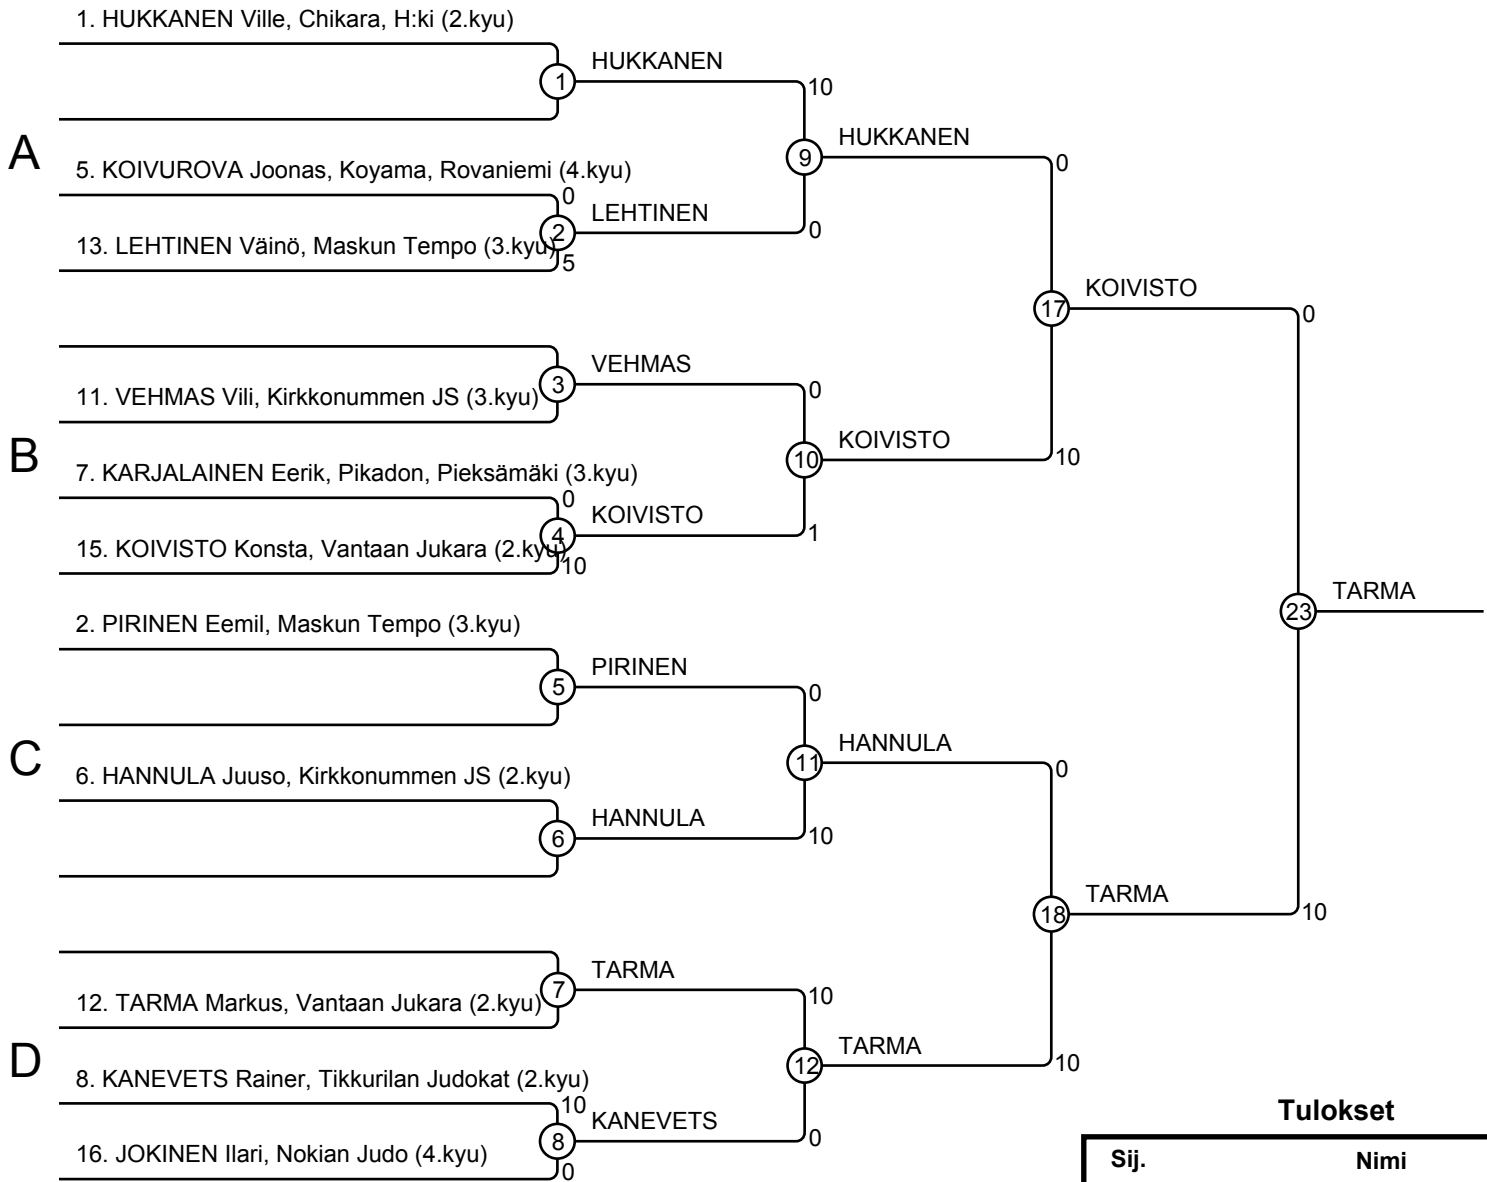 1. HUKKANEN Ville, Chikara, H:ki (2.kyu)
1
HUKKANEN
10
A
5. KOIVUROVA Joonas, Koyama, Rovaniemi (4.kyu)
0
13. LEHTINEN Väinö, Maskun Tempo (3.kyu)
2
5
LEHTINEN
0
9
HUKKANEN
0
B
11. VEHMAS Vili, Kirkkonummen JS (3.kyu)
3
VEHMAS
0
7. KARJALAINEN Eerik, Pikadon, Pieksämäki (3.kyu)
0
15. KOIVISTO Konsta, Vantaan Jukara (2.kyu)
4
10
KOIVISTO
1
10
KOIVISTO
10
17
KOIVISTO
0
2. PIRINEN Eemil, Maskun Tempo (3.kyu)
5
PIRINEN
0
C
6. HANNULA Juuso, Kirkkonummen JS (2.kyu)
6
HANNULA
10
11
HANNULA
0
12. TARMA Markus, Vantaan Jukara (2.kyu)
7
TARMA
10
D
8. KANEVETS Rainer, Tikkurilan Judokat (2.kyu)
10
16. JOKINEN Ilari, Nokian Judo (4.kyu)
8
0
KANEVETS
0
12
TARMA
10
18
TARMA
10
23
TARMA
Tulokset
Sij. Nimi